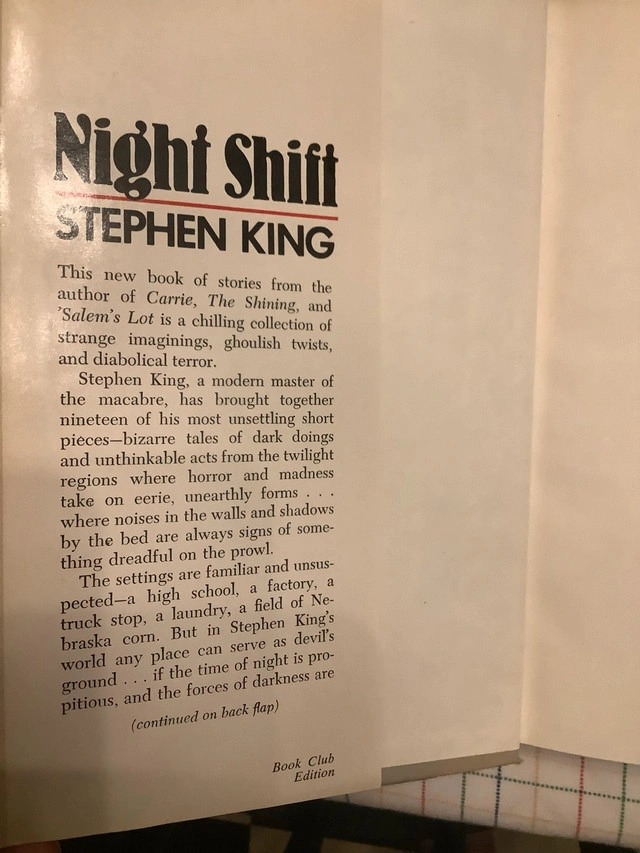 Night Shift
STEPHEN KING
This new book of stories from the
author of Carrie, The Shining, and
'Salem's Lot is a chilling collection of
strange imaginings, ghoulish twists,
and diabolical terror.
Stephen King, a modern master of
the macabre, has brought together
nineteen of his most unsettling short
pieces—bizarre tales of dark doings
and unthinkable acts from the twilight
regions where horror and madness
take on eerie, unearthly forms . . .
where noises in the walls and shadows
by the bed are always signs of some-
thing dreadful on the prowl.
The settings are familiar and unsus-
pected—a high school, a factory, a
truck stop, a laundry, a field of Ne-
braska corn. But in Stephen King's
world any place can serve as devil's
ground . . . if the time of night is pro-
pitious, and the forces of darkness are
(continued on back flap)
Book Club
Edition